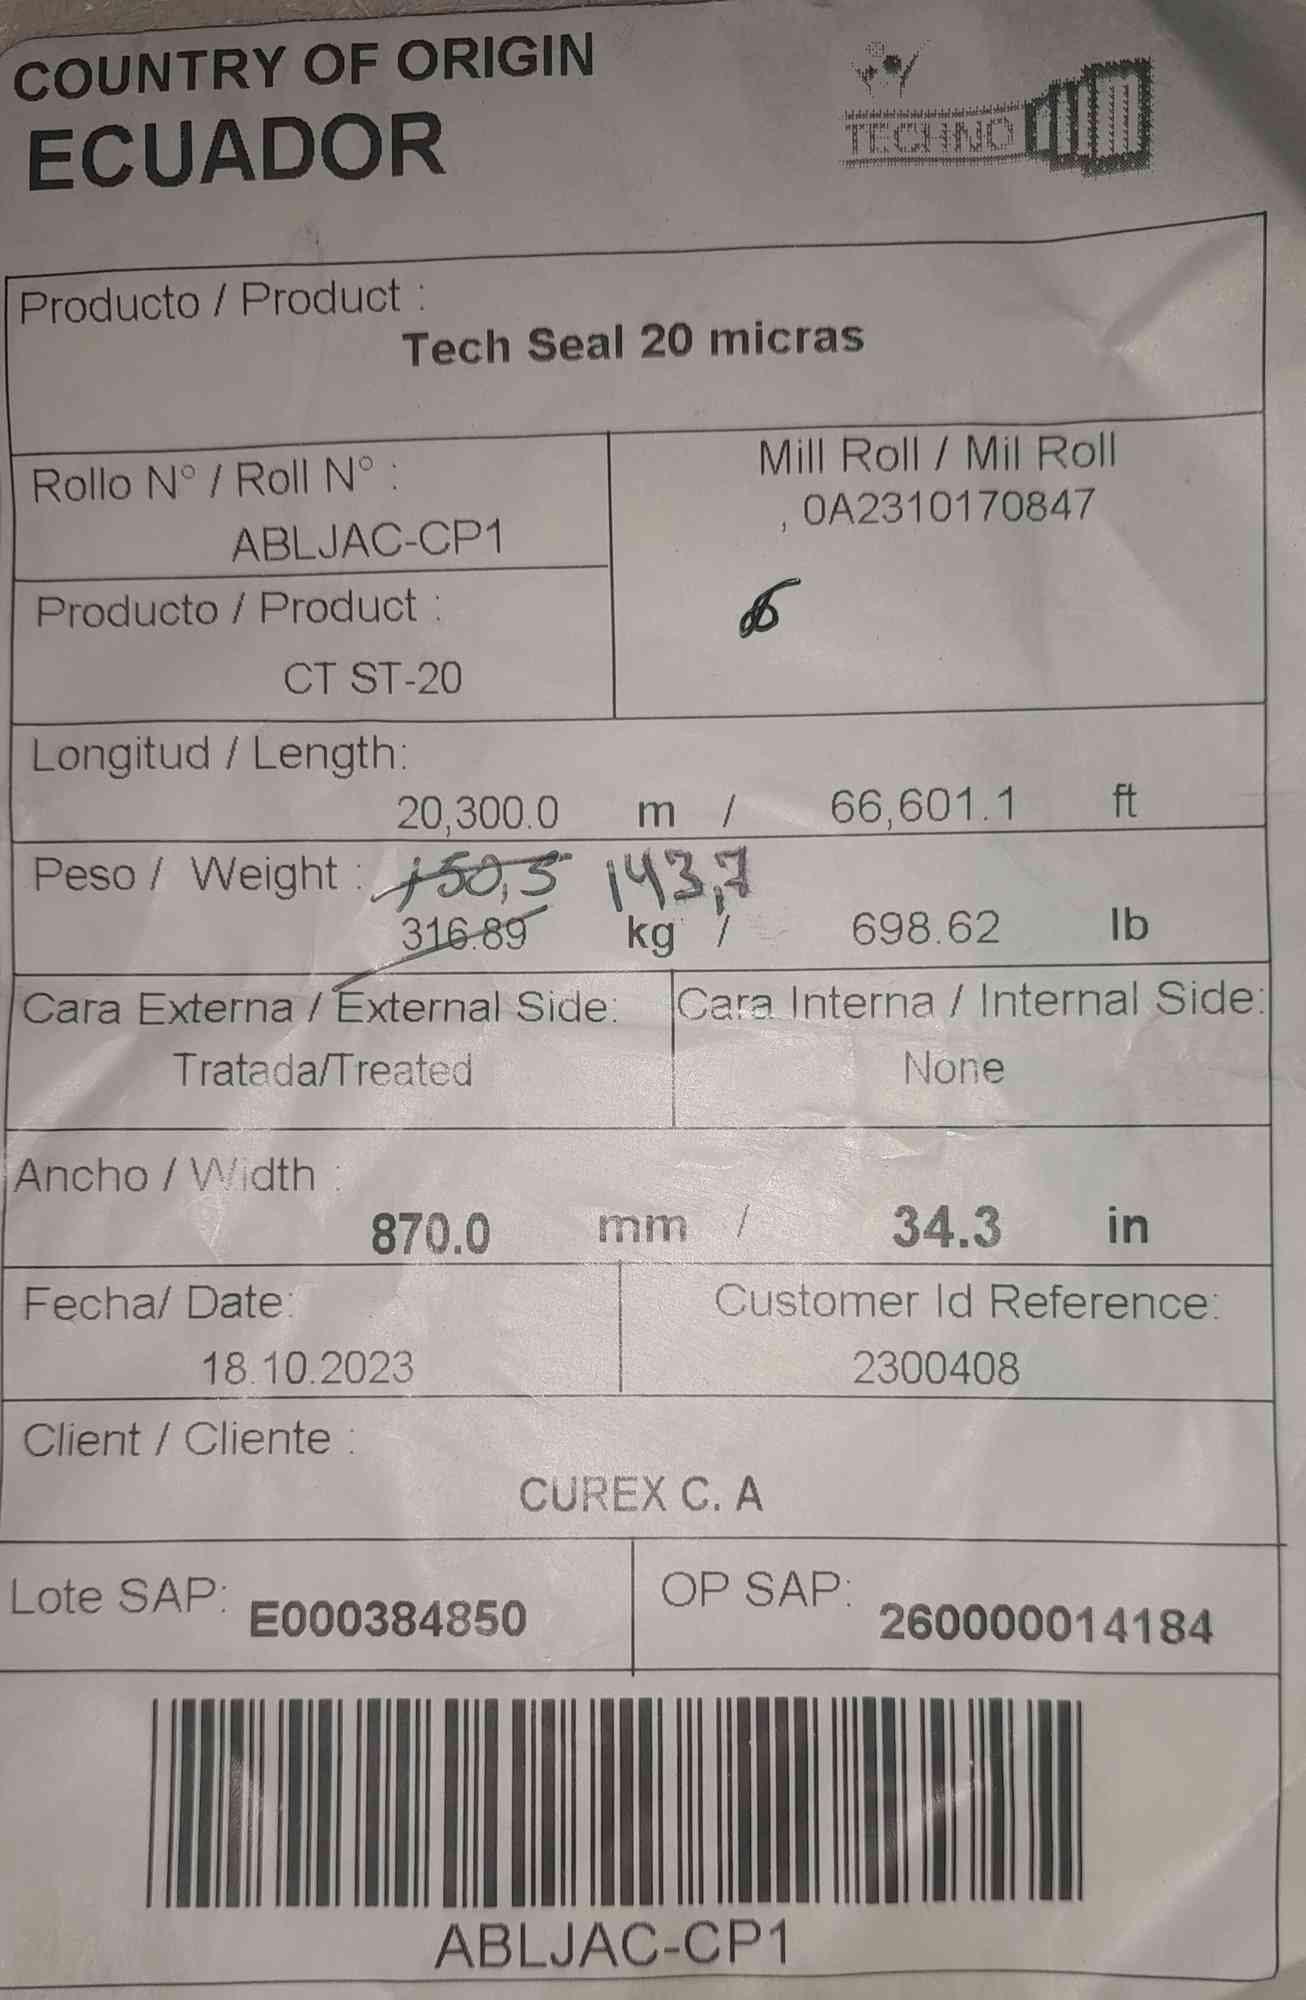 COUNTRY OF ORIGIN
ECUADOR
TECHNO
Producto / Product :
Tech Seal 20 micras
Rollo N° / Roll N° :
ABLJAC-CP1
Mill Roll / Mil Roll
, 0A2310170847
Producto / Product :
CT ST-20
Longitud / Length:
20,300.0 m / 66,601.1 ft
Peso / Weight : 150,5 143,7
316.89 kg / 698.62 lb
Cara Externa / External Side:
Tratada/Treated
Cara Interna / Internal Side:
None
Ancho / Width :
870.0 mm / 34.3 in
Fecha/ Date:
18.10.2023
Customer Id Reference:
2300408
Client / Cliente :
CUREX C. A
Lote SAP: E000384850
OP SAP: 260000014184
ABLJAC-CP1